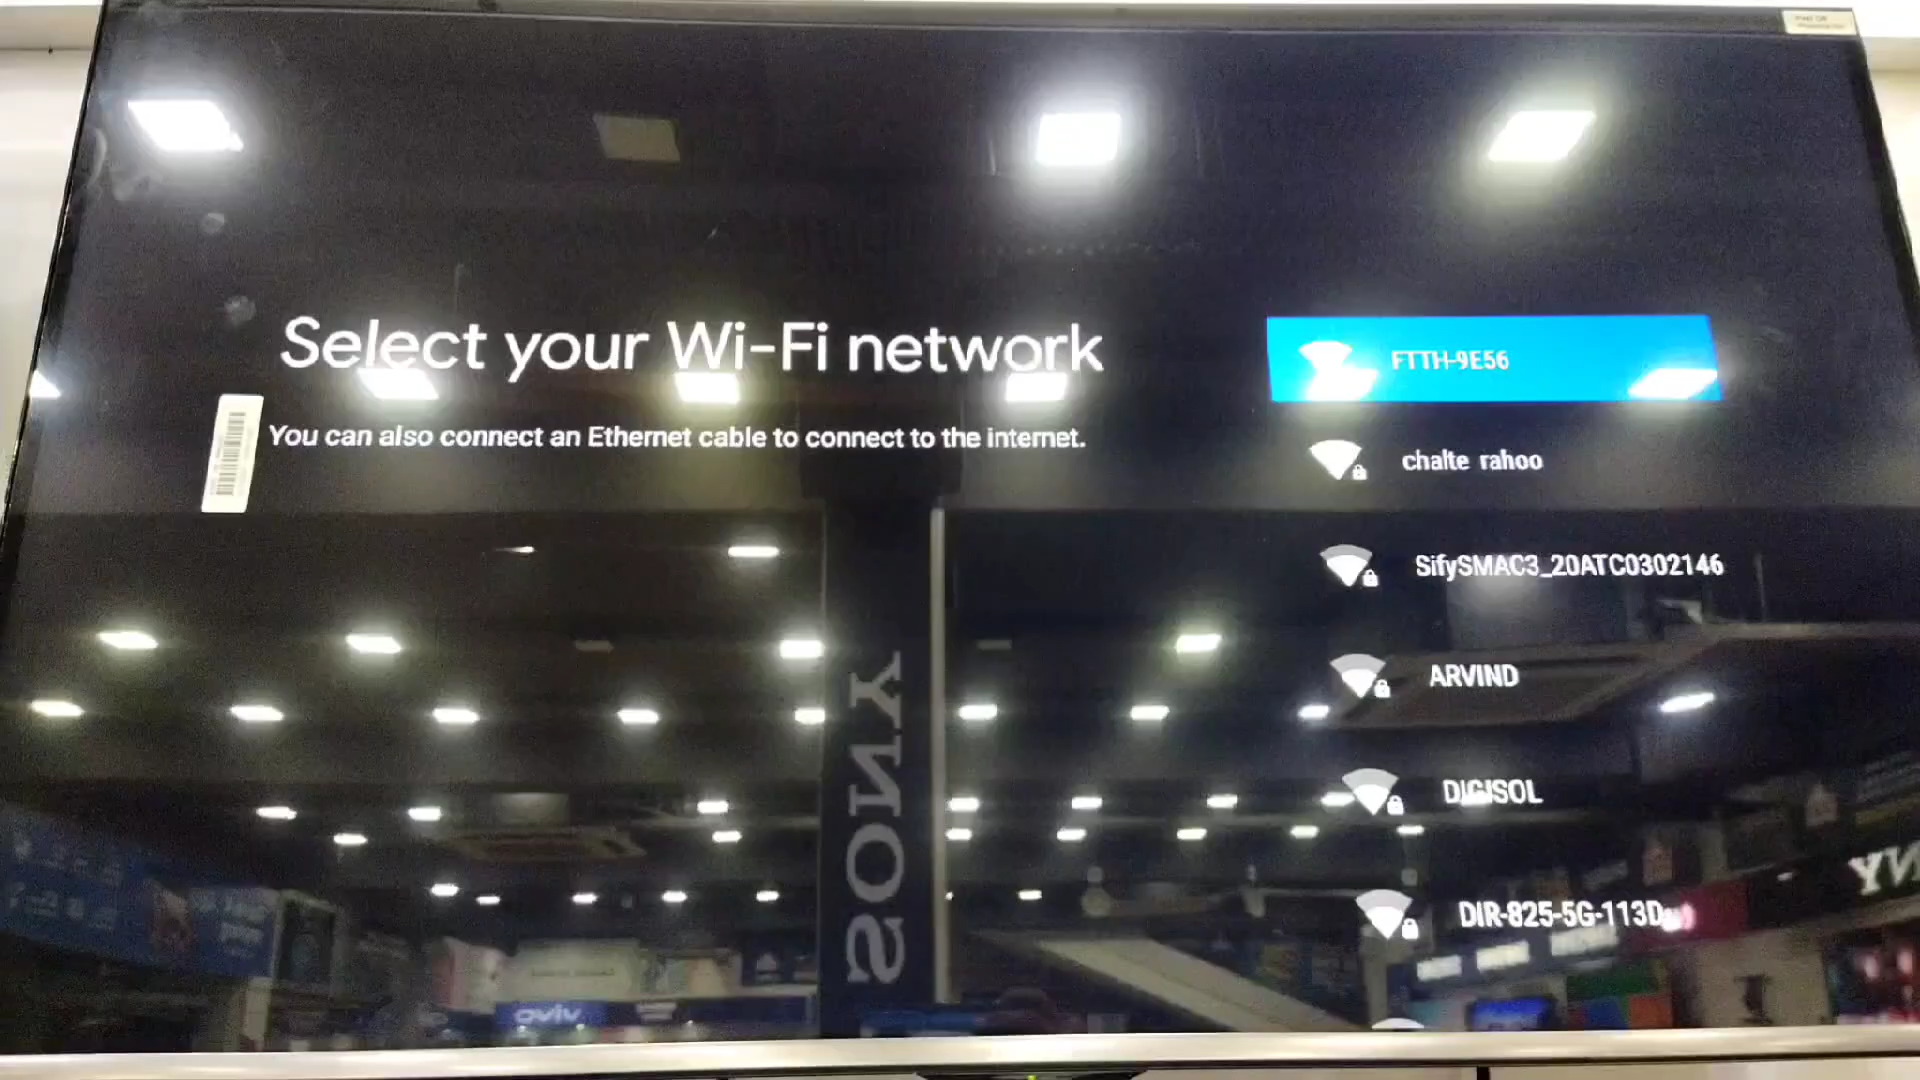 Select your Wi-Fi network
You can also connect an Ethernet cable to connect to the internet.
FTTH-9E56
chalte rahoo
SifySMAC3_20ATC0302146
ARVIND
DIGISOL
DIR-825-5G-113D
SONY
vivo